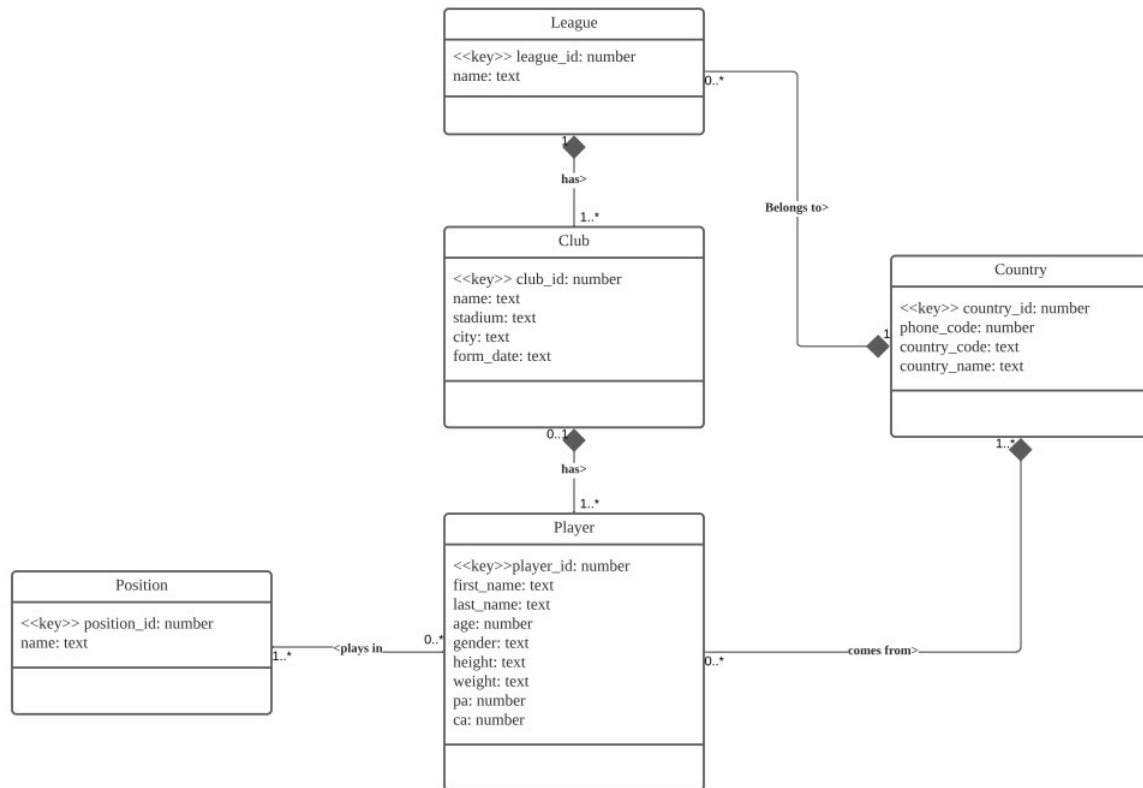 League
<<key>> league_id: number
name: text
0..*
1
has>
1..*
Belongs to>
Club
<<key>> club_id: number
name: text
stadium: text
city: text
form_date: text
Country
<<key>> country_id: number
phone_code: number
country_code: text
country_name: text
1
0..1
has>
1..*
1..*
Player
<<key>>player_id: number
first_name: text
last_name: text
age: number
gender: text
height: text
weight: text
pa: number
ca: number
Position
<<key>> position_id: number
name: text
1..*
<plays in
0..*
0..*
comes from>